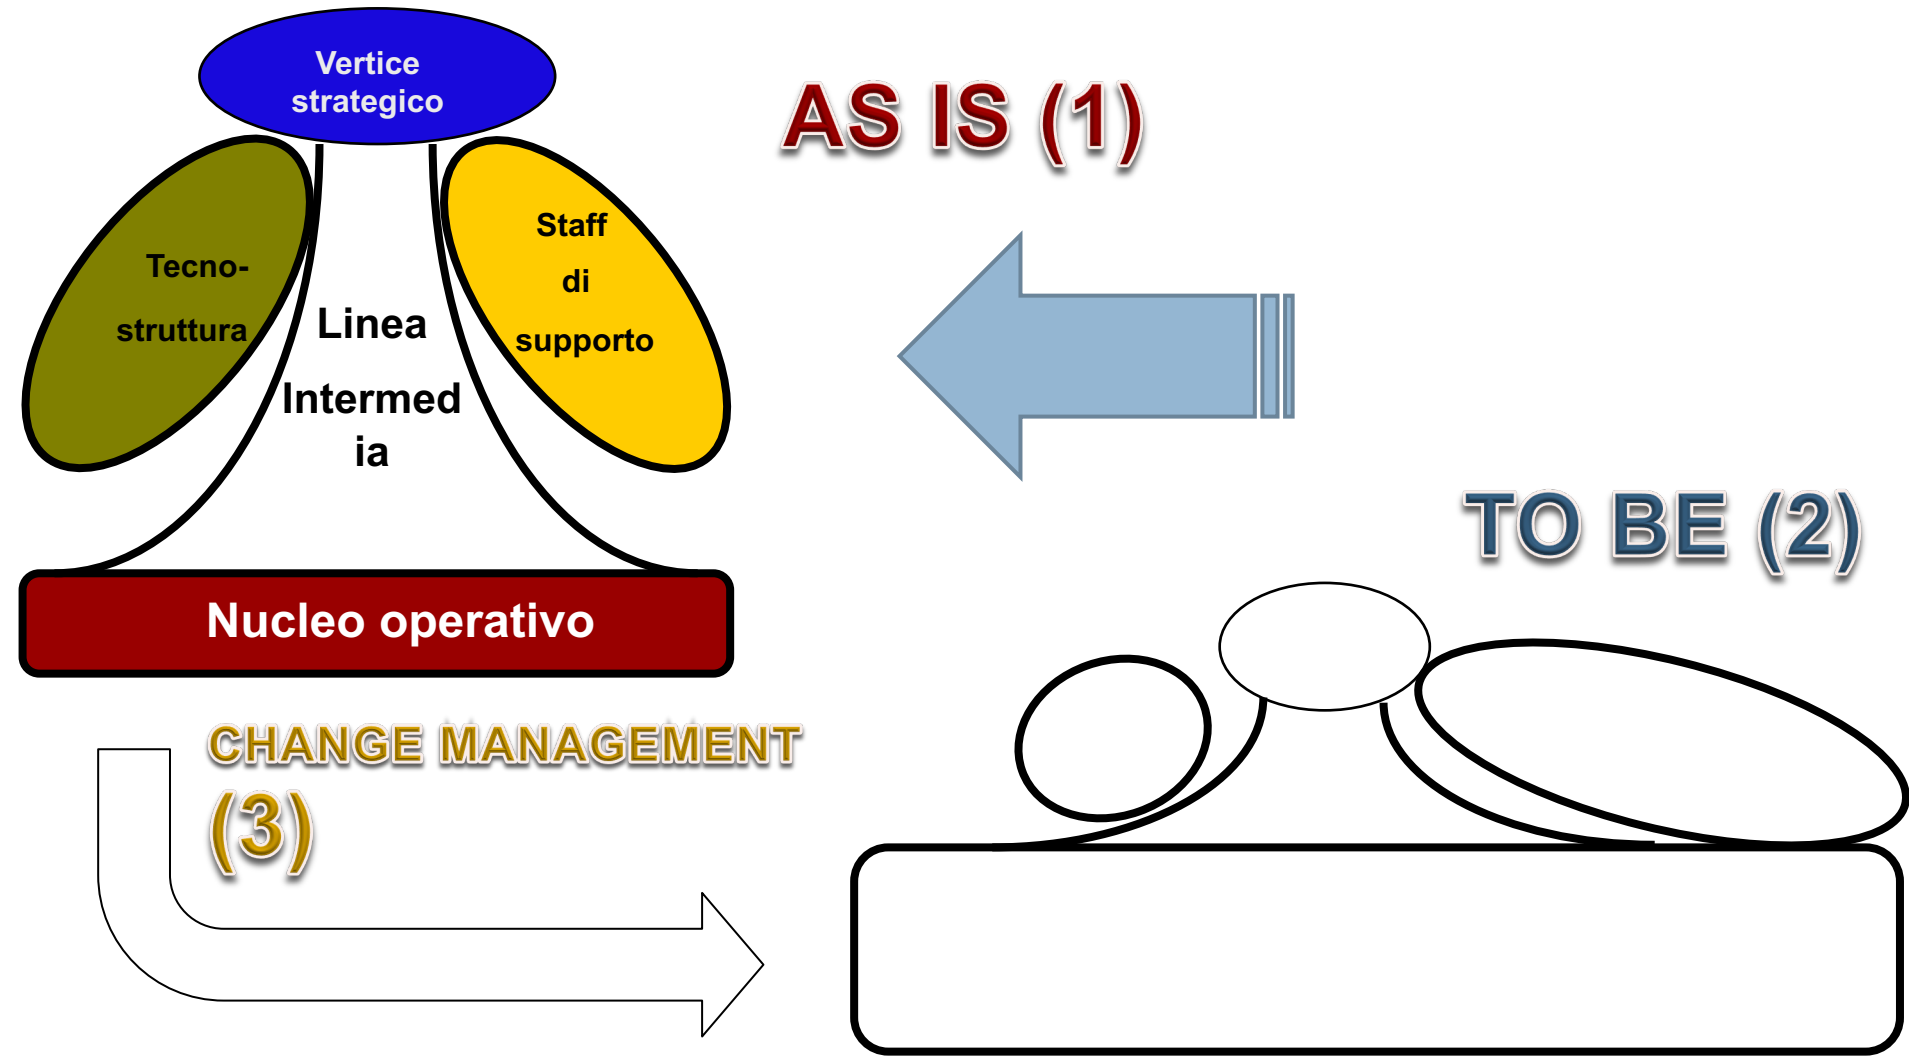 Vertice
strategico
AS IS (1)
Tecno-
struttura
Staff
di
supporto
Linea
Intermed
ia
TO BE (2)
Nucleo operativo
CHANGE MANAGEMENT
(3)